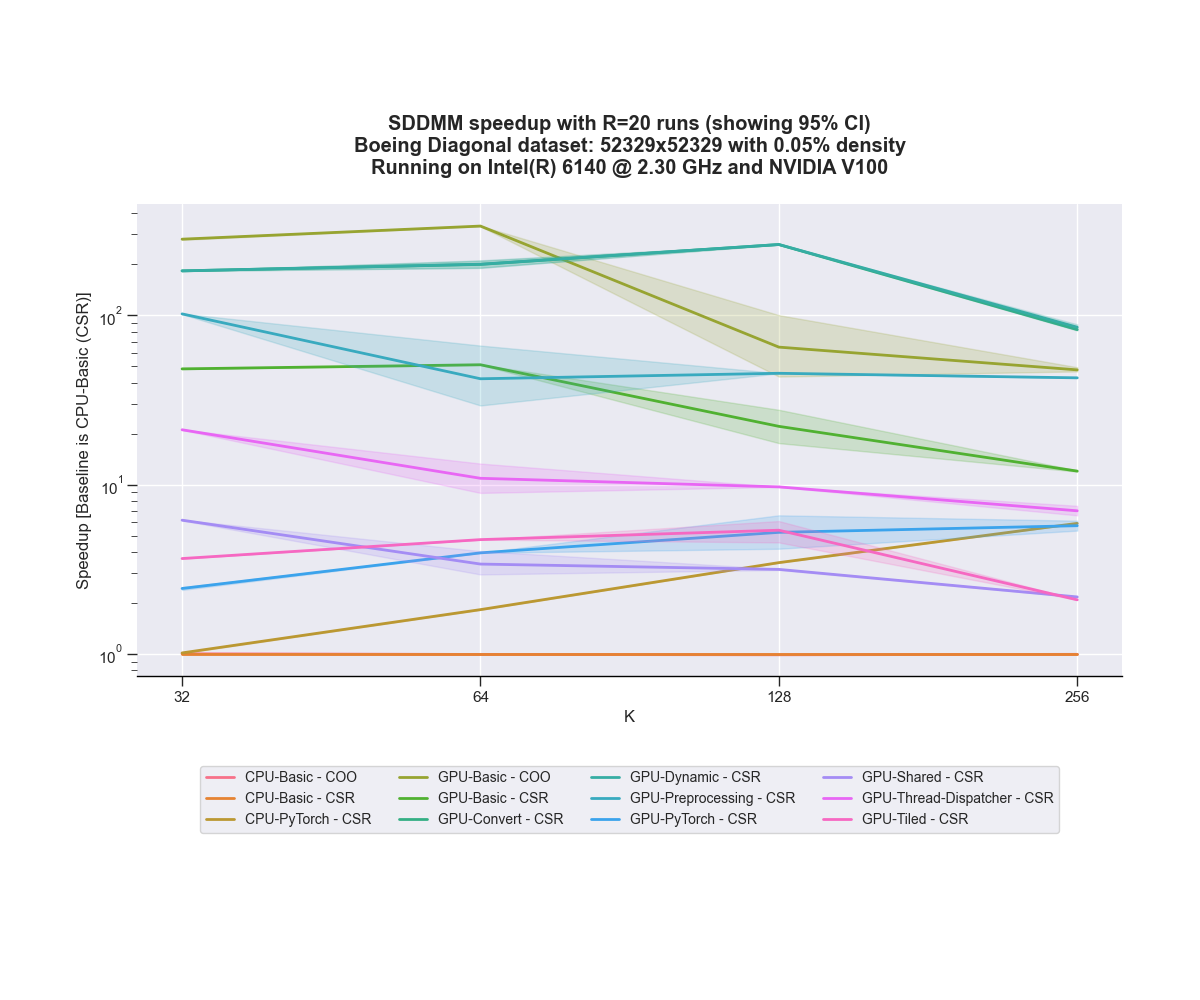 SDDMM speedup with R=20 runs (showing 95% CI)
Boeing Diagonal dataset: 52329x52329 with 0.05% density
Running on Intel(R) 6140 @ 2.30 GHz and NVIDIA V100
Speedup [Baseline is CPU-Basic (CSR)]
10^2
10^1
10^0
32 64 128 256
K
CPU-Basic - COO GPU-Basic - COO GPU-Dynamic - CSR GPU-Shared - CSR
CPU-Basic - CSR GPU-Basic - CSR GPU-Preprocessing - CSR GPU-Thread-Dispatcher - CSR
CPU-PyTorch - CSR GPU-Convert - CSR GPU-PyTorch - CSR GPU-Tiled - CSR